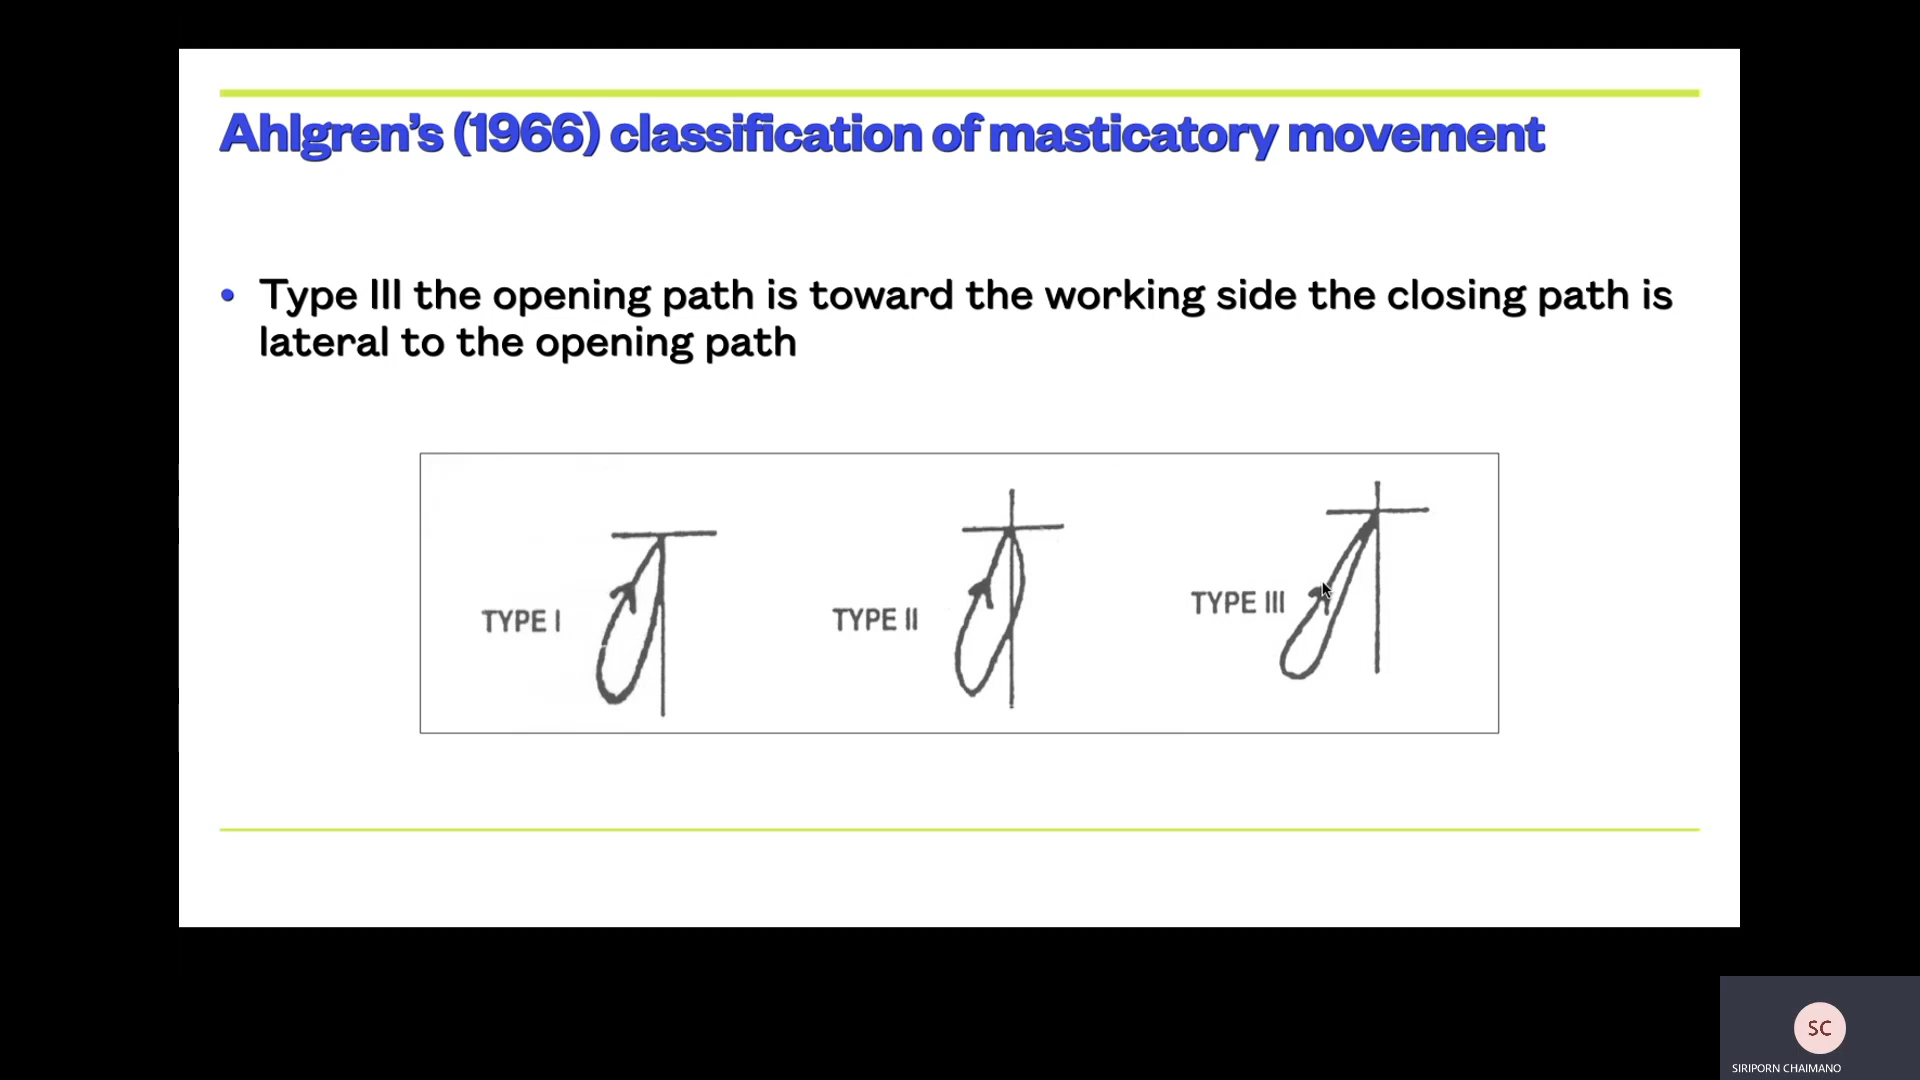 Ahlgren's (1966) classification of masticatory movement
• Type III the opening path is toward the working side the closing path is
lateral to the opening path
TYPE I
TYPE II
TYPE III
SC
SIRIPORN CHAIMANO